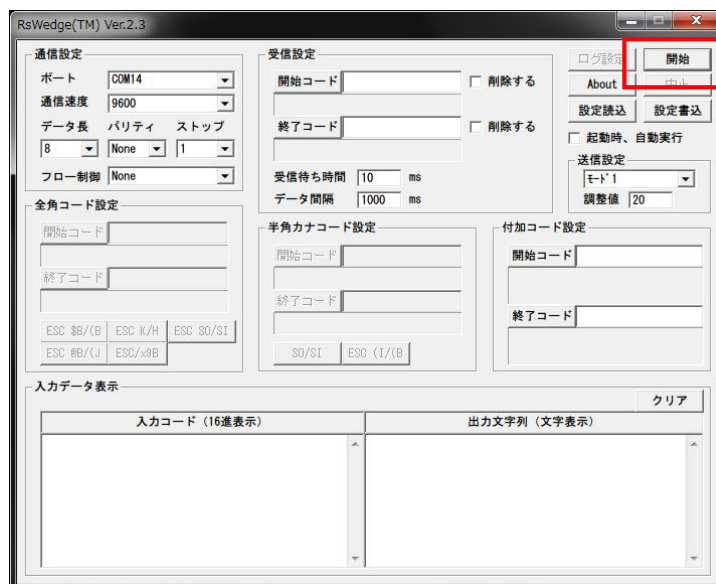 RsWedge(TM) Ver.2.3
通信設定
ポート COM14
通信速度 9600
データ長 パリティ ストップ
8 None 1
フロー制御 None
受信設定
開始コード 削除する
終了コード 削除する
受信待ち時間 10 ms
データ間隔 1000 ms
ログ設定 開始
About 中止
設定読込 設定書込
起動時、自動実行
送信設定
モード1
調整値 20
全角コード設定
開始コード
終了コード
ESC $B/(B ESC K/H ESC SO/SI
ESC @B/(J ESC/x9B
半角カナコード設定
開始コード
終了コード
SO/SI ESC (I/(B
付加コード設定
開始コード
終了コード
入力データ表示
クリア
入力コード（16進表示） 出力文字列（文字表示）